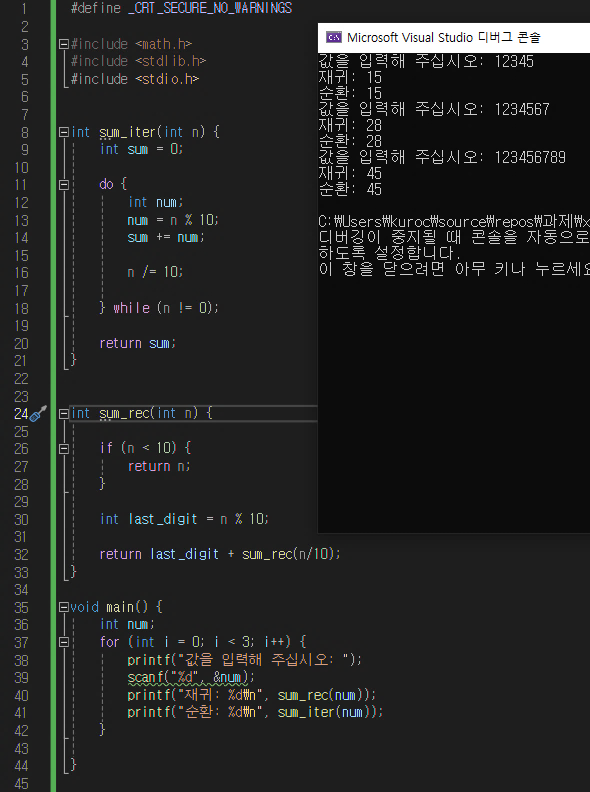 1 #define _CRT_SECURE_NO_WARNINGS
2
3 #include <math.h>
4 #include <stdlib.h>
5 #include <stdio.h>
6
7
8 int sum_iter(int n) {
9 int sum = 0;
10
11 do {
12 int num;
13 num = n % 10;
14 sum += num;
15
16 n /= 10;
17
18 } while (n != 0);
19
20 return sum;
21 }
22
23
24 int sum_rec(int n) {
25
26 if (n < 10) {
27 return n;
28 }
29
30 int last_digit = n % 10;
31
32 return last_digit + sum_rec(n/10);
33 }
34
35 void main() {
36 int num;
37 for (int i = 0; i < 3; i++) {
38 printf("값을 입력해 주십시오: ");
39 scanf("%d", &num);
40 printf("재귀: %d₩n", sum_rec(num));
41 printf("순환: %d₩n", sum_iter(num));
42 }
43
44 }
45
Microsoft Visual Studio 디버그 콘솔
값을 입력해 주십시오: 12345
재귀: 15
순환: 15
값을 입력해 주십시오: 1234567
재귀: 28
순환: 28
값을 입력해 주십시오: 123456789
재귀: 45
순환: 45
C:₩Users₩kuroc₩source₩repos₩과제₩x
디버깅이 중지될 때 콘솔을 자동으로
하도록 설정합니다.
이 창을 닫으려면 아무 키나 누르세요